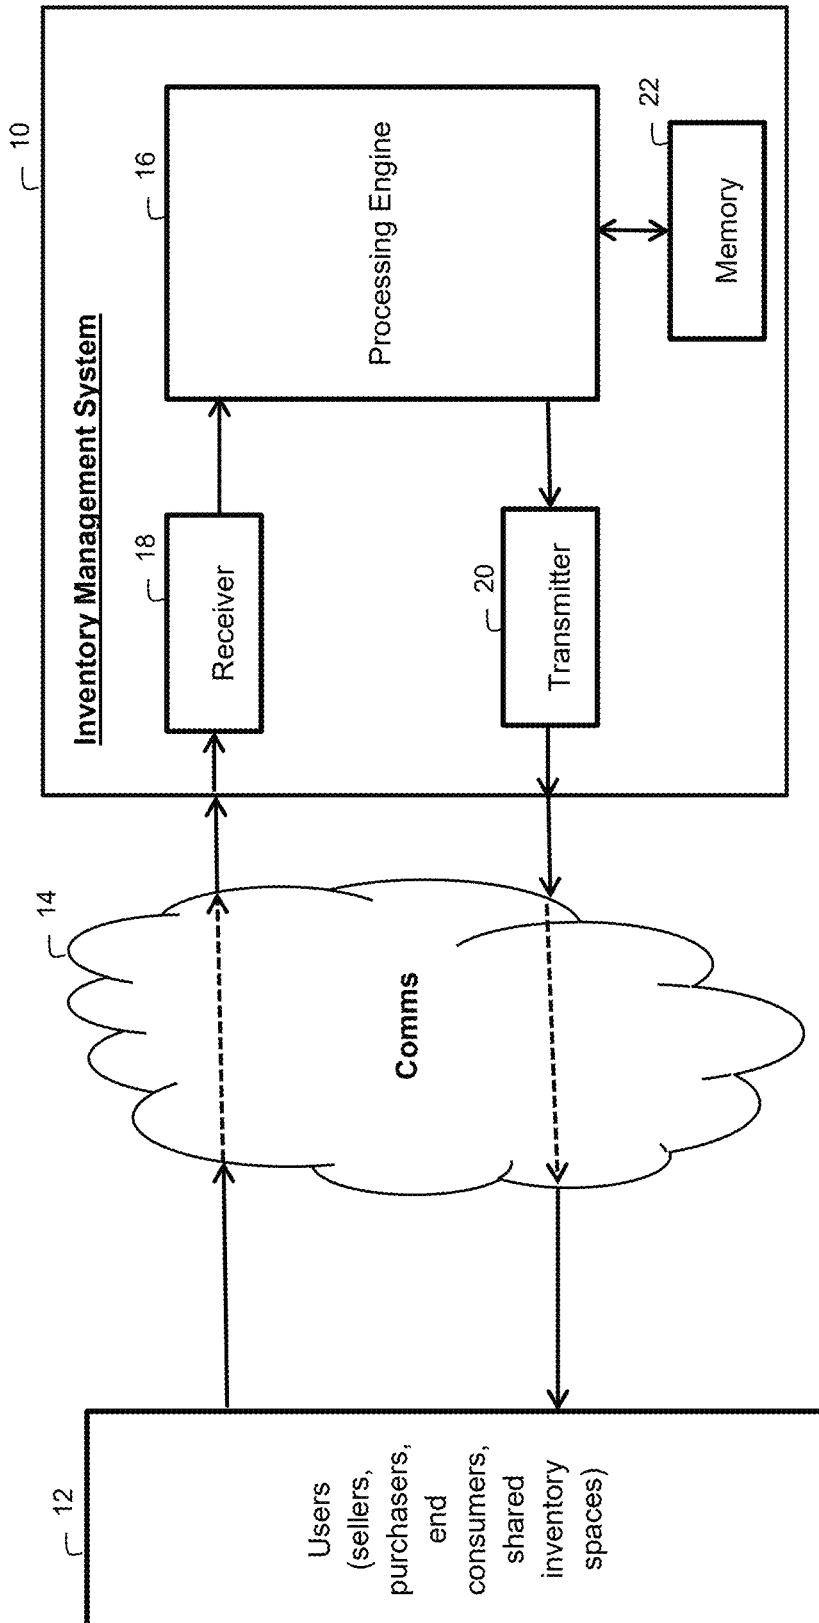 12
Users
(sellers,
purchasers,
end
consumers,
shared
inventory
spaces)
14
Comms
10
Inventory Management System
18
Receiver
16
Processing Engine
20
Transmitter
22
Memory